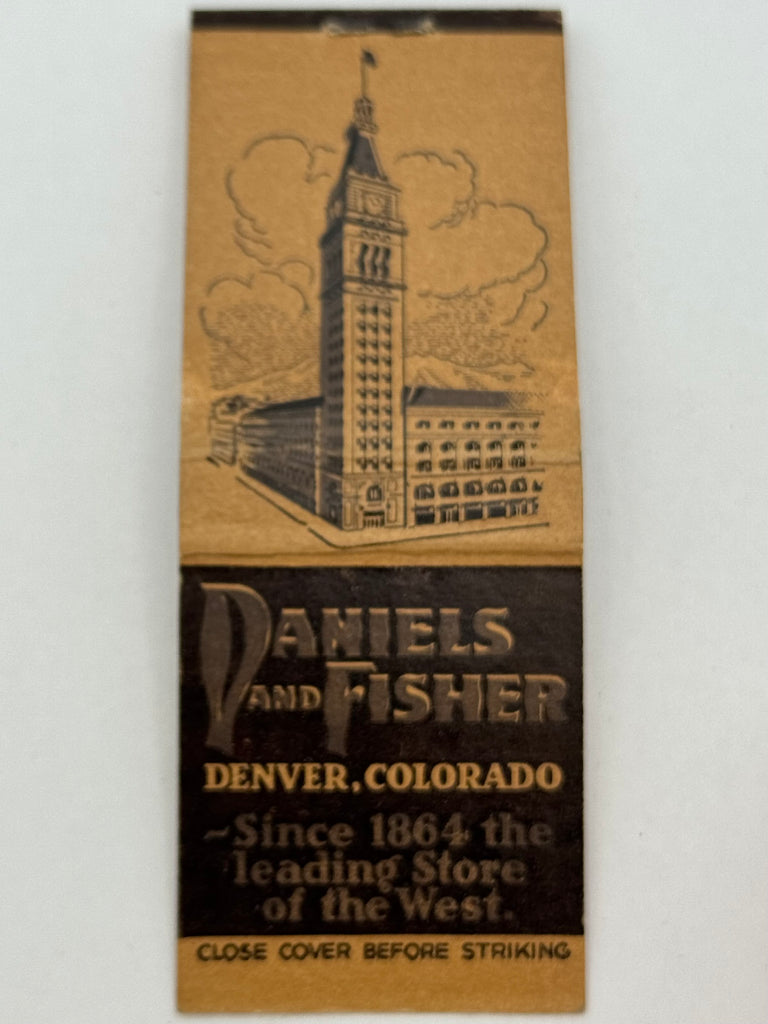 DANIELS
AND FISHER
DENVER, COLORADO
~Since 1864 the
leading Store
of the West.
CLOSE COVER BEFORE STRIKING